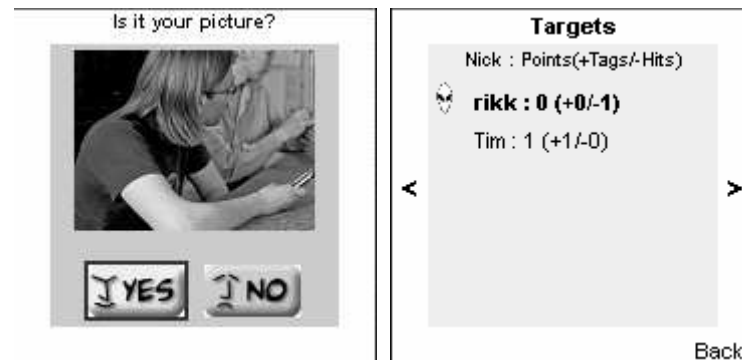 Is it your picture?
YES
NO
Targets
Nick : Points(+Tags/-Hits)
rikk : 0 (+0/-1)
Tim : 1 (+1/-0)
<
>
Back